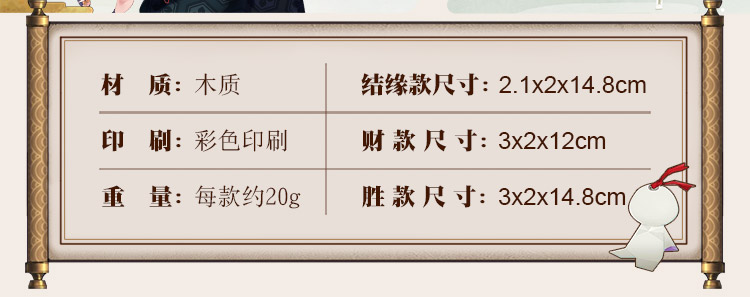 材 质：木质 结缘款尺寸：2.1x2x14.8cm
印 刷：彩色印刷 财款尺寸：3x2x12cm
重 量：每款约20g 胜款尺寸：3x2x14.8cm